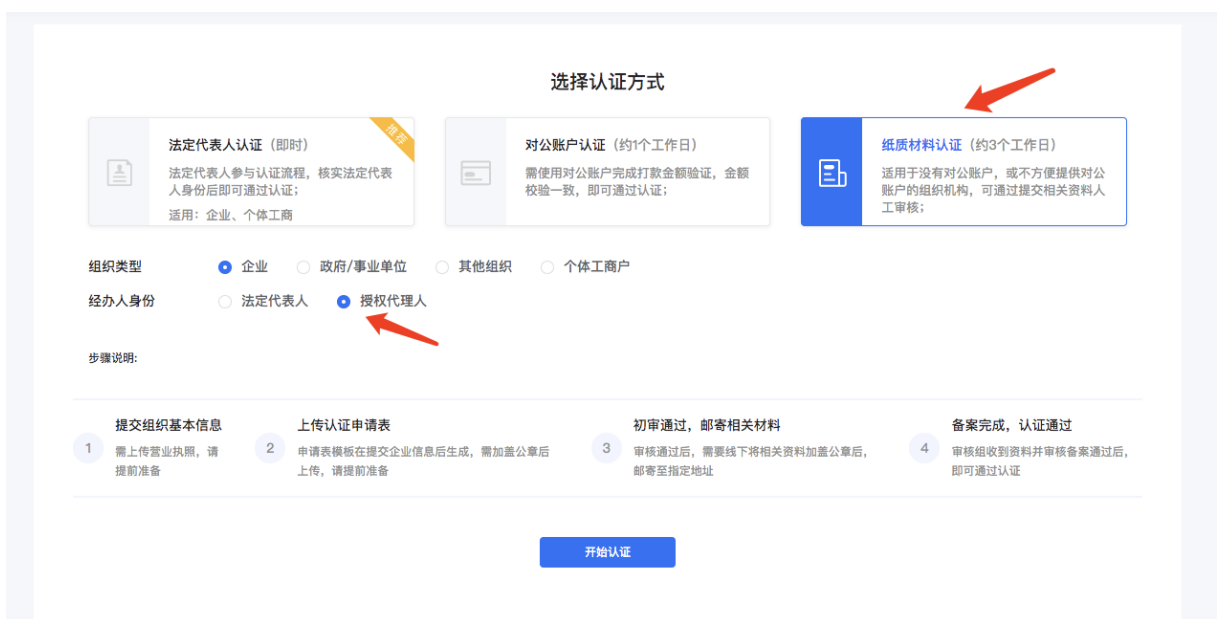 选择认证方式
推荐
法定代表人认证（即时）
法定代表人参与认证流程，核实法定代表
人身份后即可通过认证；
适用：企业、个体工商
对公账户认证（约1个工作日）
需使用对公账户完成打款金额验证，金额
校验一致，即可通过认证；
纸质材料认证（约3个工作日）
适用于没有对公账户，或不方便提供对公
账户的组织机构，可通过提交相关资料人
工审核；
组织类型 企业 政府/事业单位 其他组织 个体工商户
经办人身份 法定代表人 授权代理人
步骤说明:
1 提交组织基本信息
需上传营业执照，请
提前准备
2 上传认证申请表
申请表模板在提交企业信息后生成，需加盖公章后
上传，请提前准备
3 初审通过，邮寄相关材料
审核通过后，需要线下将相关资料加盖公章后，
邮寄至指定地址
4 备案完成，认证通过
审核组收到资料并审核备案通过后，
即可通过认证
开始认证